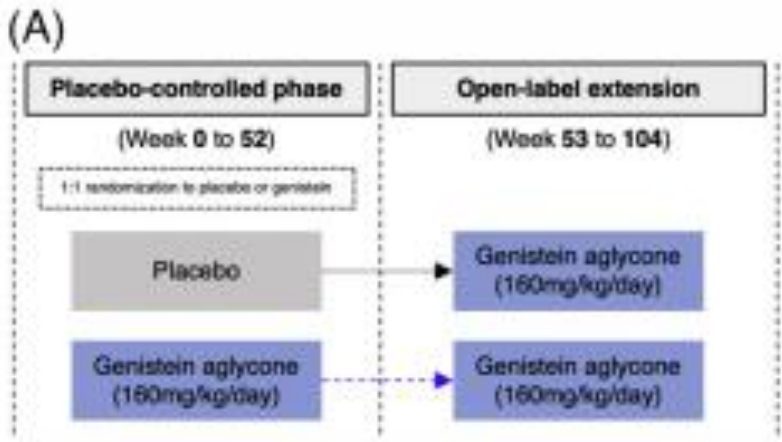 (A)
Placebo-controlled phase
Open-label extension
(Week 0 to 52)
(Week 53 to 104)
1:1 randomization to placebo or genistein
Placebo
Genistein aglycone
(160mg/kg/day)
Genistein aglycone
(160mg/kg/day)
Genistein aglycone
(160mg/kg/day)